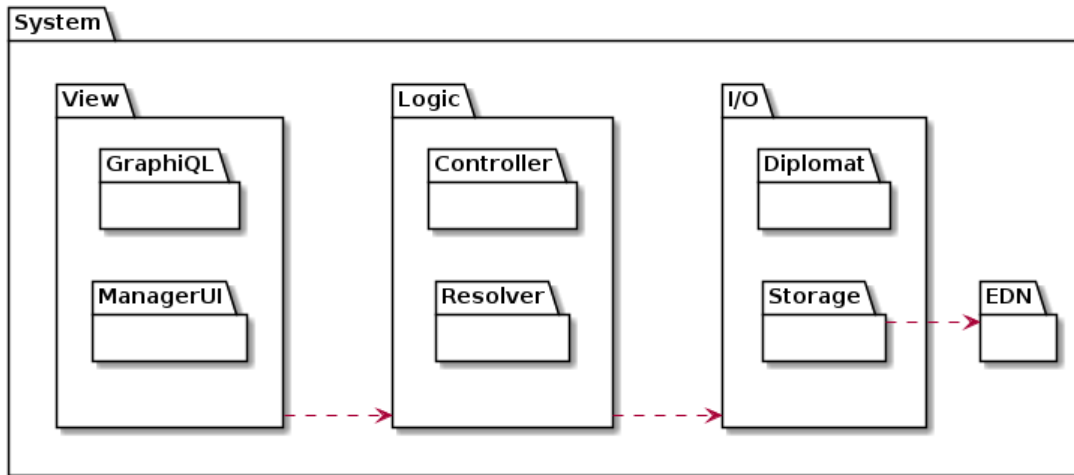 System
View
Logic
I/O
GraphiQL
Controller
Diplomat
ManagerUI
Resolver
Storage
EDN